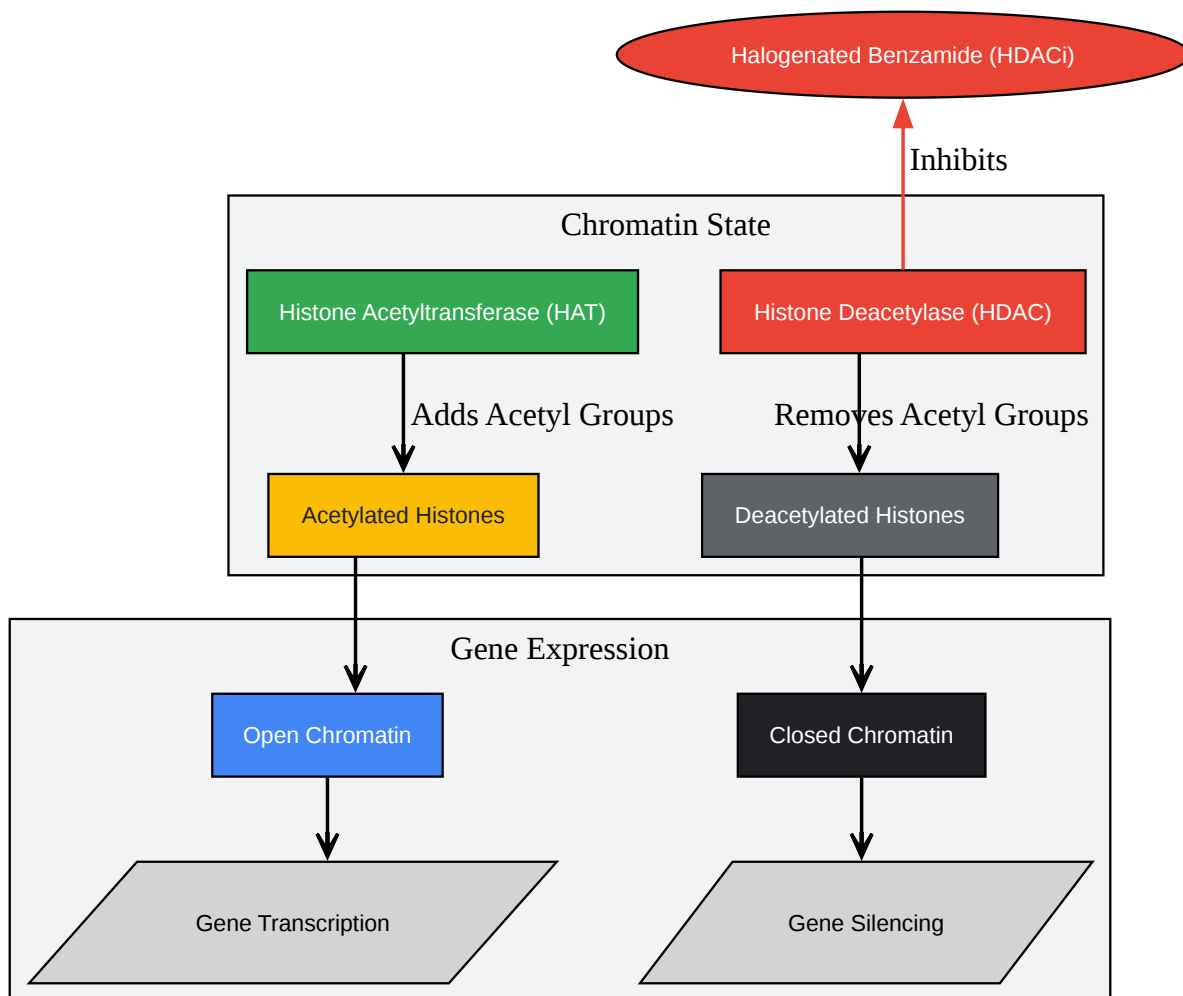 Halogenated Benzamide (HDACi)
Inhibits
Chromatin State
Histone Acetyltransferase (HAT)
Histone Deacetylase (HDAC)
Adds Acetyl Groups
Removes Acetyl Groups
Acetylated Histones
Deacetylated Histones
Gene Expression
Open Chromatin
Closed Chromatin
Gene Transcription
Gene Silencing